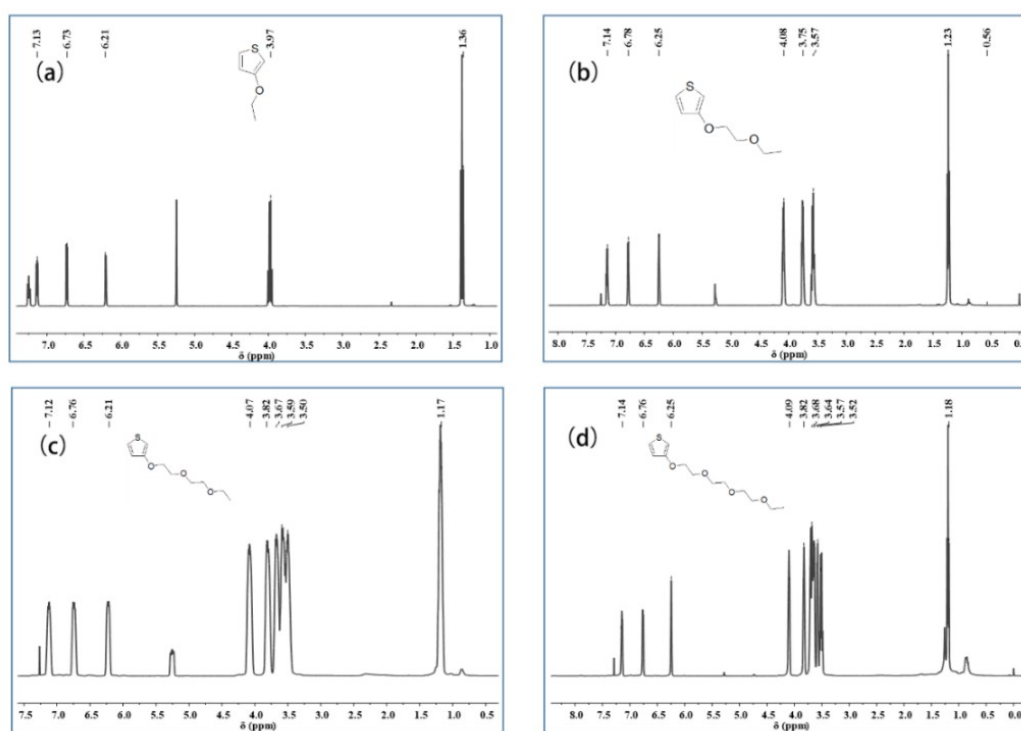 7.13 6.73 6.21 3.97 1.36
(a)
S
O
7.0 6.5 6.0 5.5 5.0 4.5 4.0 3.5 3.0 2.5 2.0 1.5 1.0
δ (ppm)
7.14 6.78 6.25 4.08 3.75 3.57 1.23 0.56
(b)
S
O
O
8.0 7.5 7.0 6.5 6.0 5.5 5.0 4.5 4.0 3.5 3.0 2.5 2.0 1.5 1.0 0.5 0.0
δ (ppm)
7.12 6.76 6.21 4.07 3.82 3.67 3.59 3.50 1.17
(c)
S
O
O
O
7.5 7.0 6.5 6.0 5.5 5.0 4.5 4.0 3.5 3.0 2.5 2.0 1.5 1.0 0.5
δ (ppm)
7.14 6.76 6.25 4.09 3.82 3.68 3.64 3.57 3.52 1.18
(d)
S
O
O
O
O
8.0 7.5 7.0 6.5 6.0 5.5 5.0 4.5 4.0 3.5 3.0 2.5 2.0 1.5 1.0 0.5 0.0
δ (ppm)